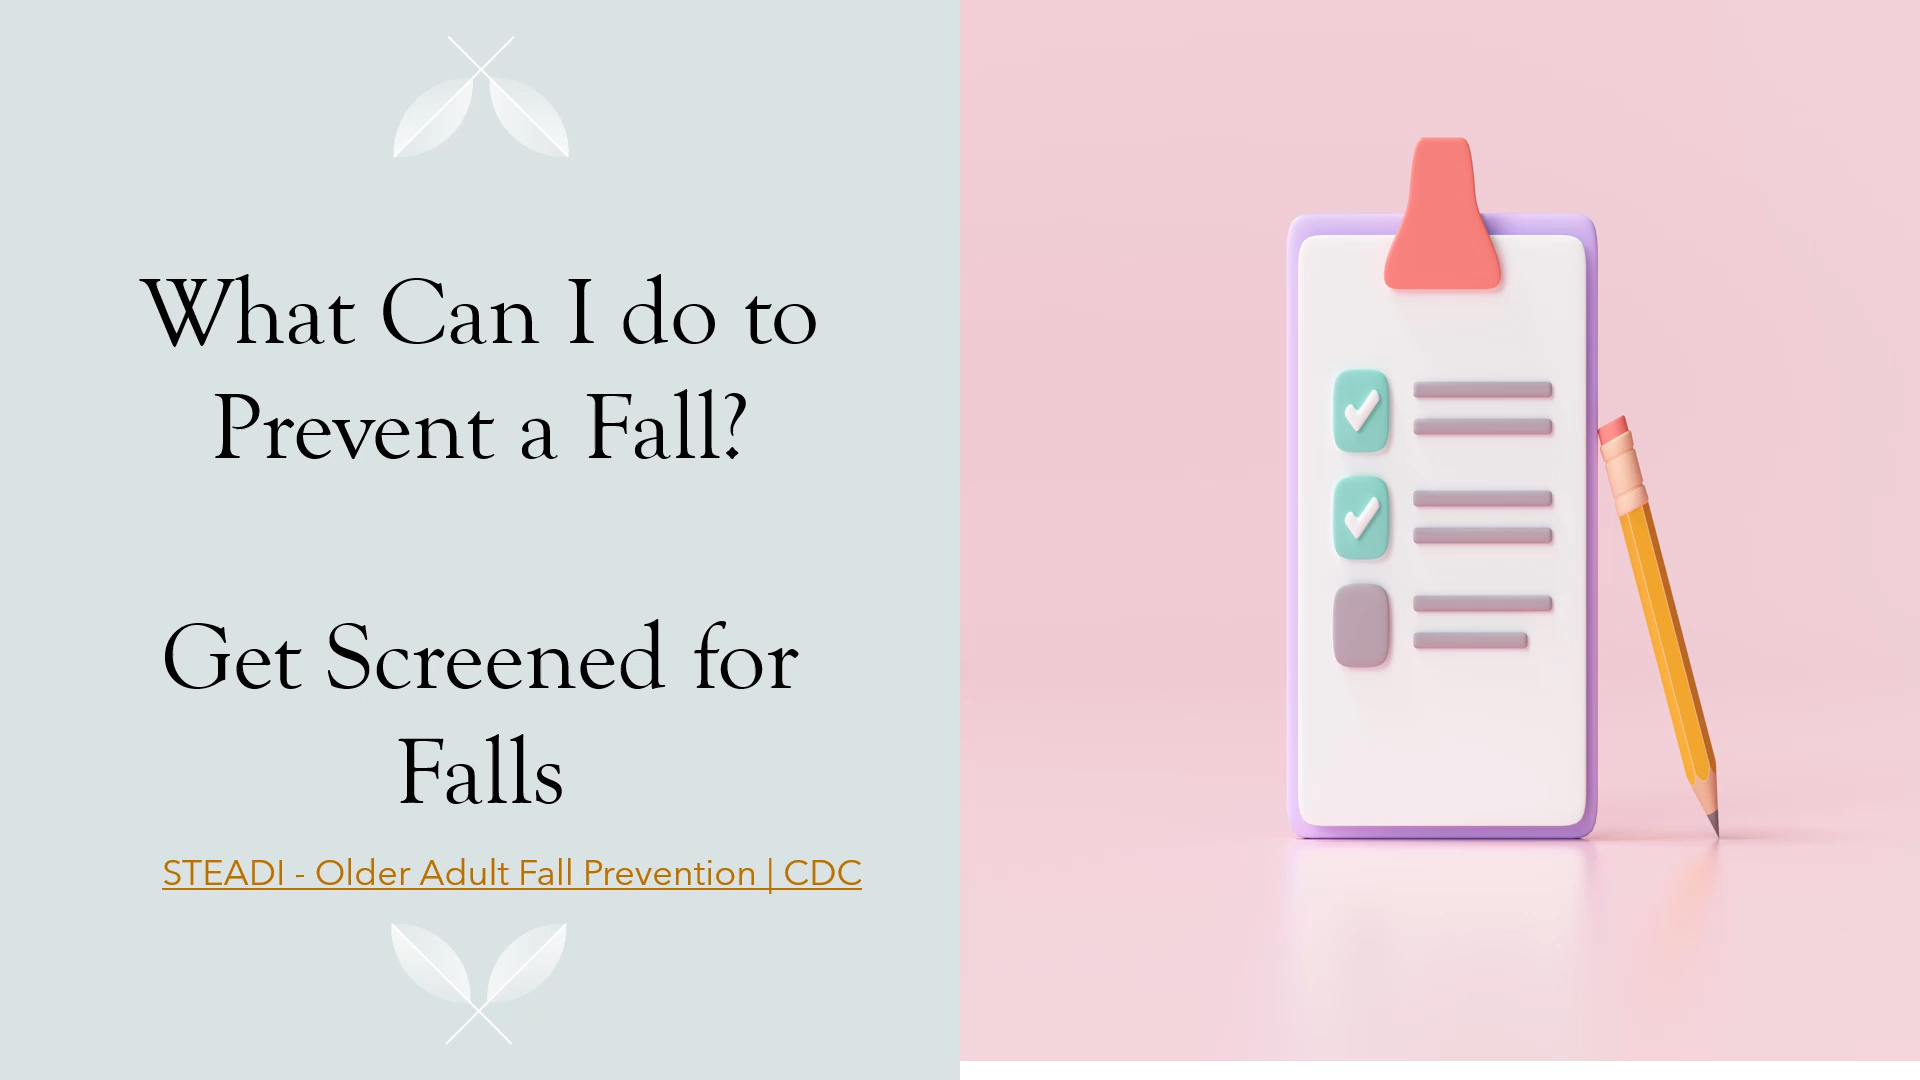 What Can I do to
Prevent a Fall?
Get Screened for
Falls
STEADI - Older Adult Fall Prevention | CDC